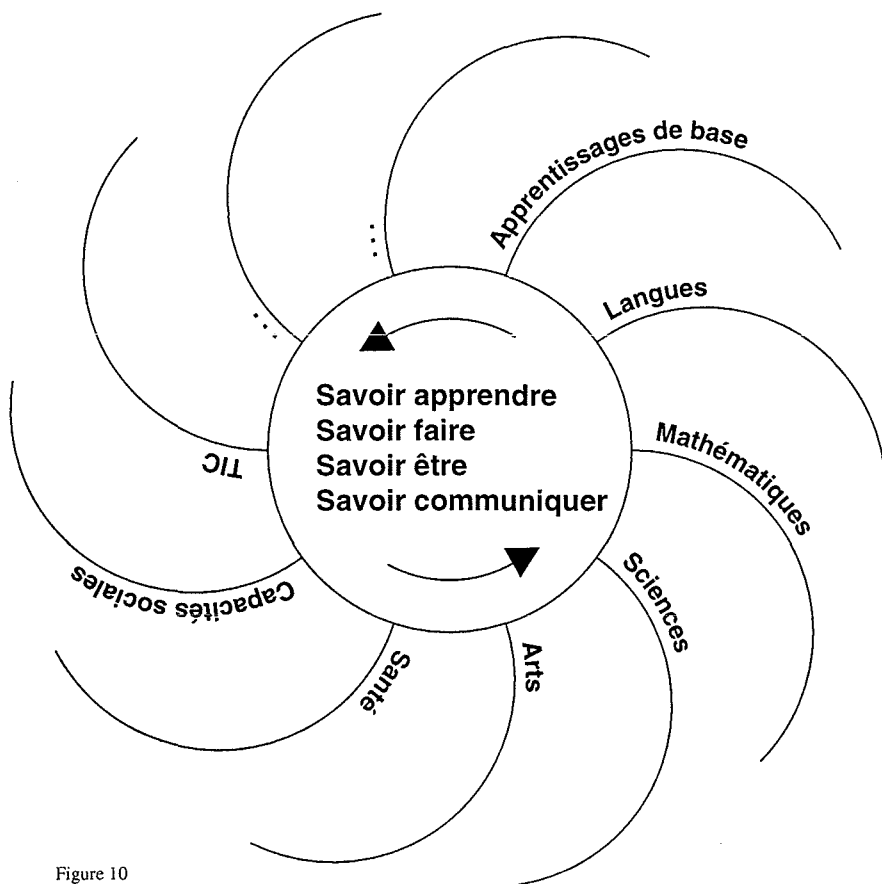 Apprentissages de base
Langues
Mathématiques
Sciences
Arts
Santé
Capacités sociales
TIC
...
...
Savoir apprendre
Savoir faire
Savoir être
Savoir communiquer
Figure 10